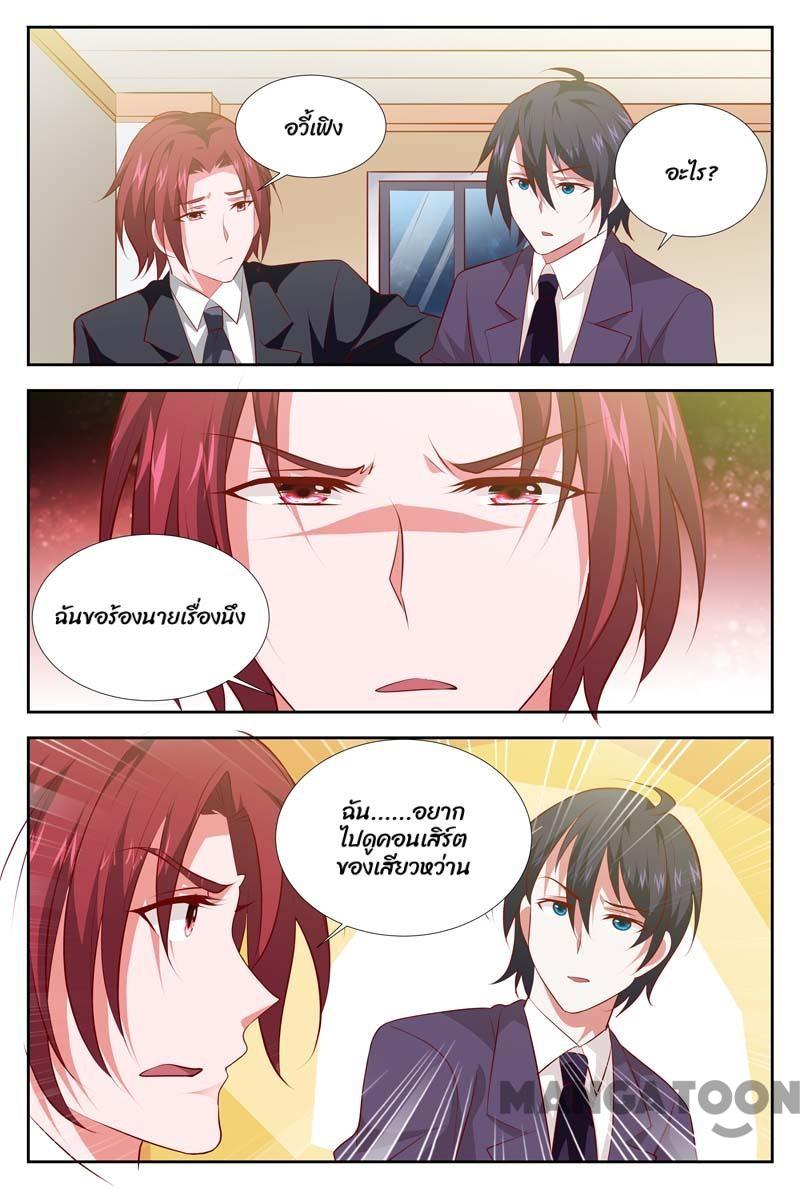 อวี้เฟิง
อะไร?
ฉันขอร้องนายเรื่องนึง
ฉัน......อยาก
ไปดูคอนเสิร์ต
ของเสียวหว่าน
MANGATOON